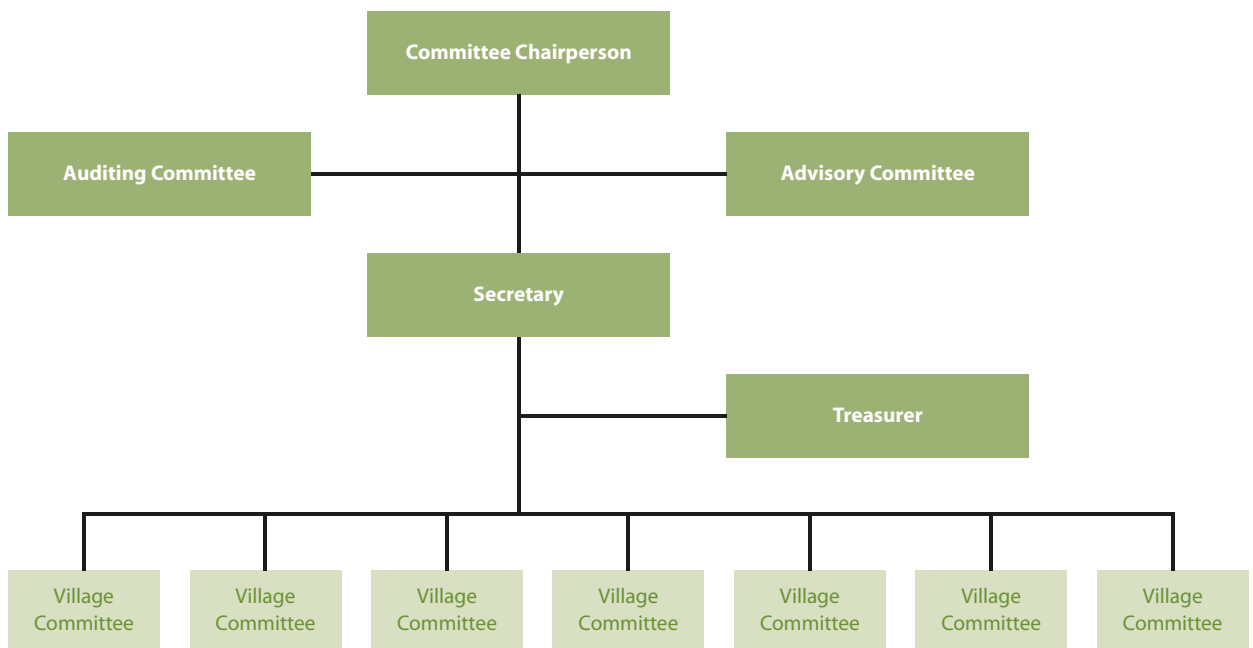 Committee Chairperson
Auditing Committee
Advisory Committee
Secretary
Treasurer
Village
Committee
Village
Committee
Village
Committee
Village
Committee
Village
Committee
Village
Committee
Village
Committee